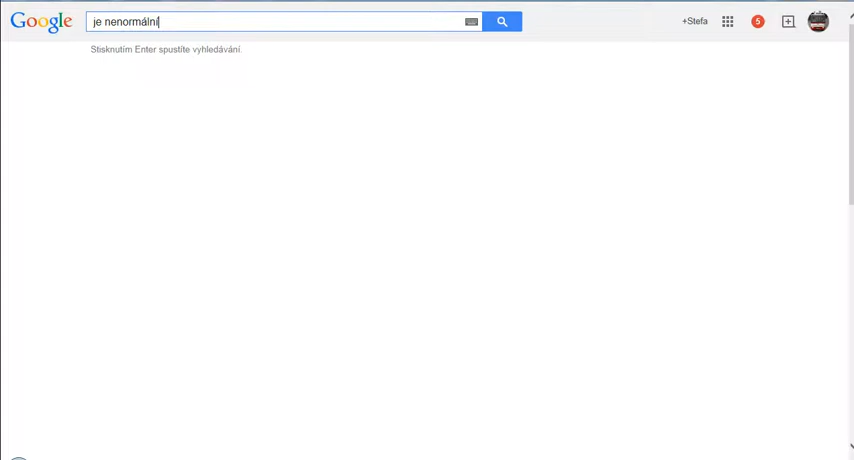 Google
je nenormální
+Stefa
5
Stisknutím Enter spustíte vyhledávání.